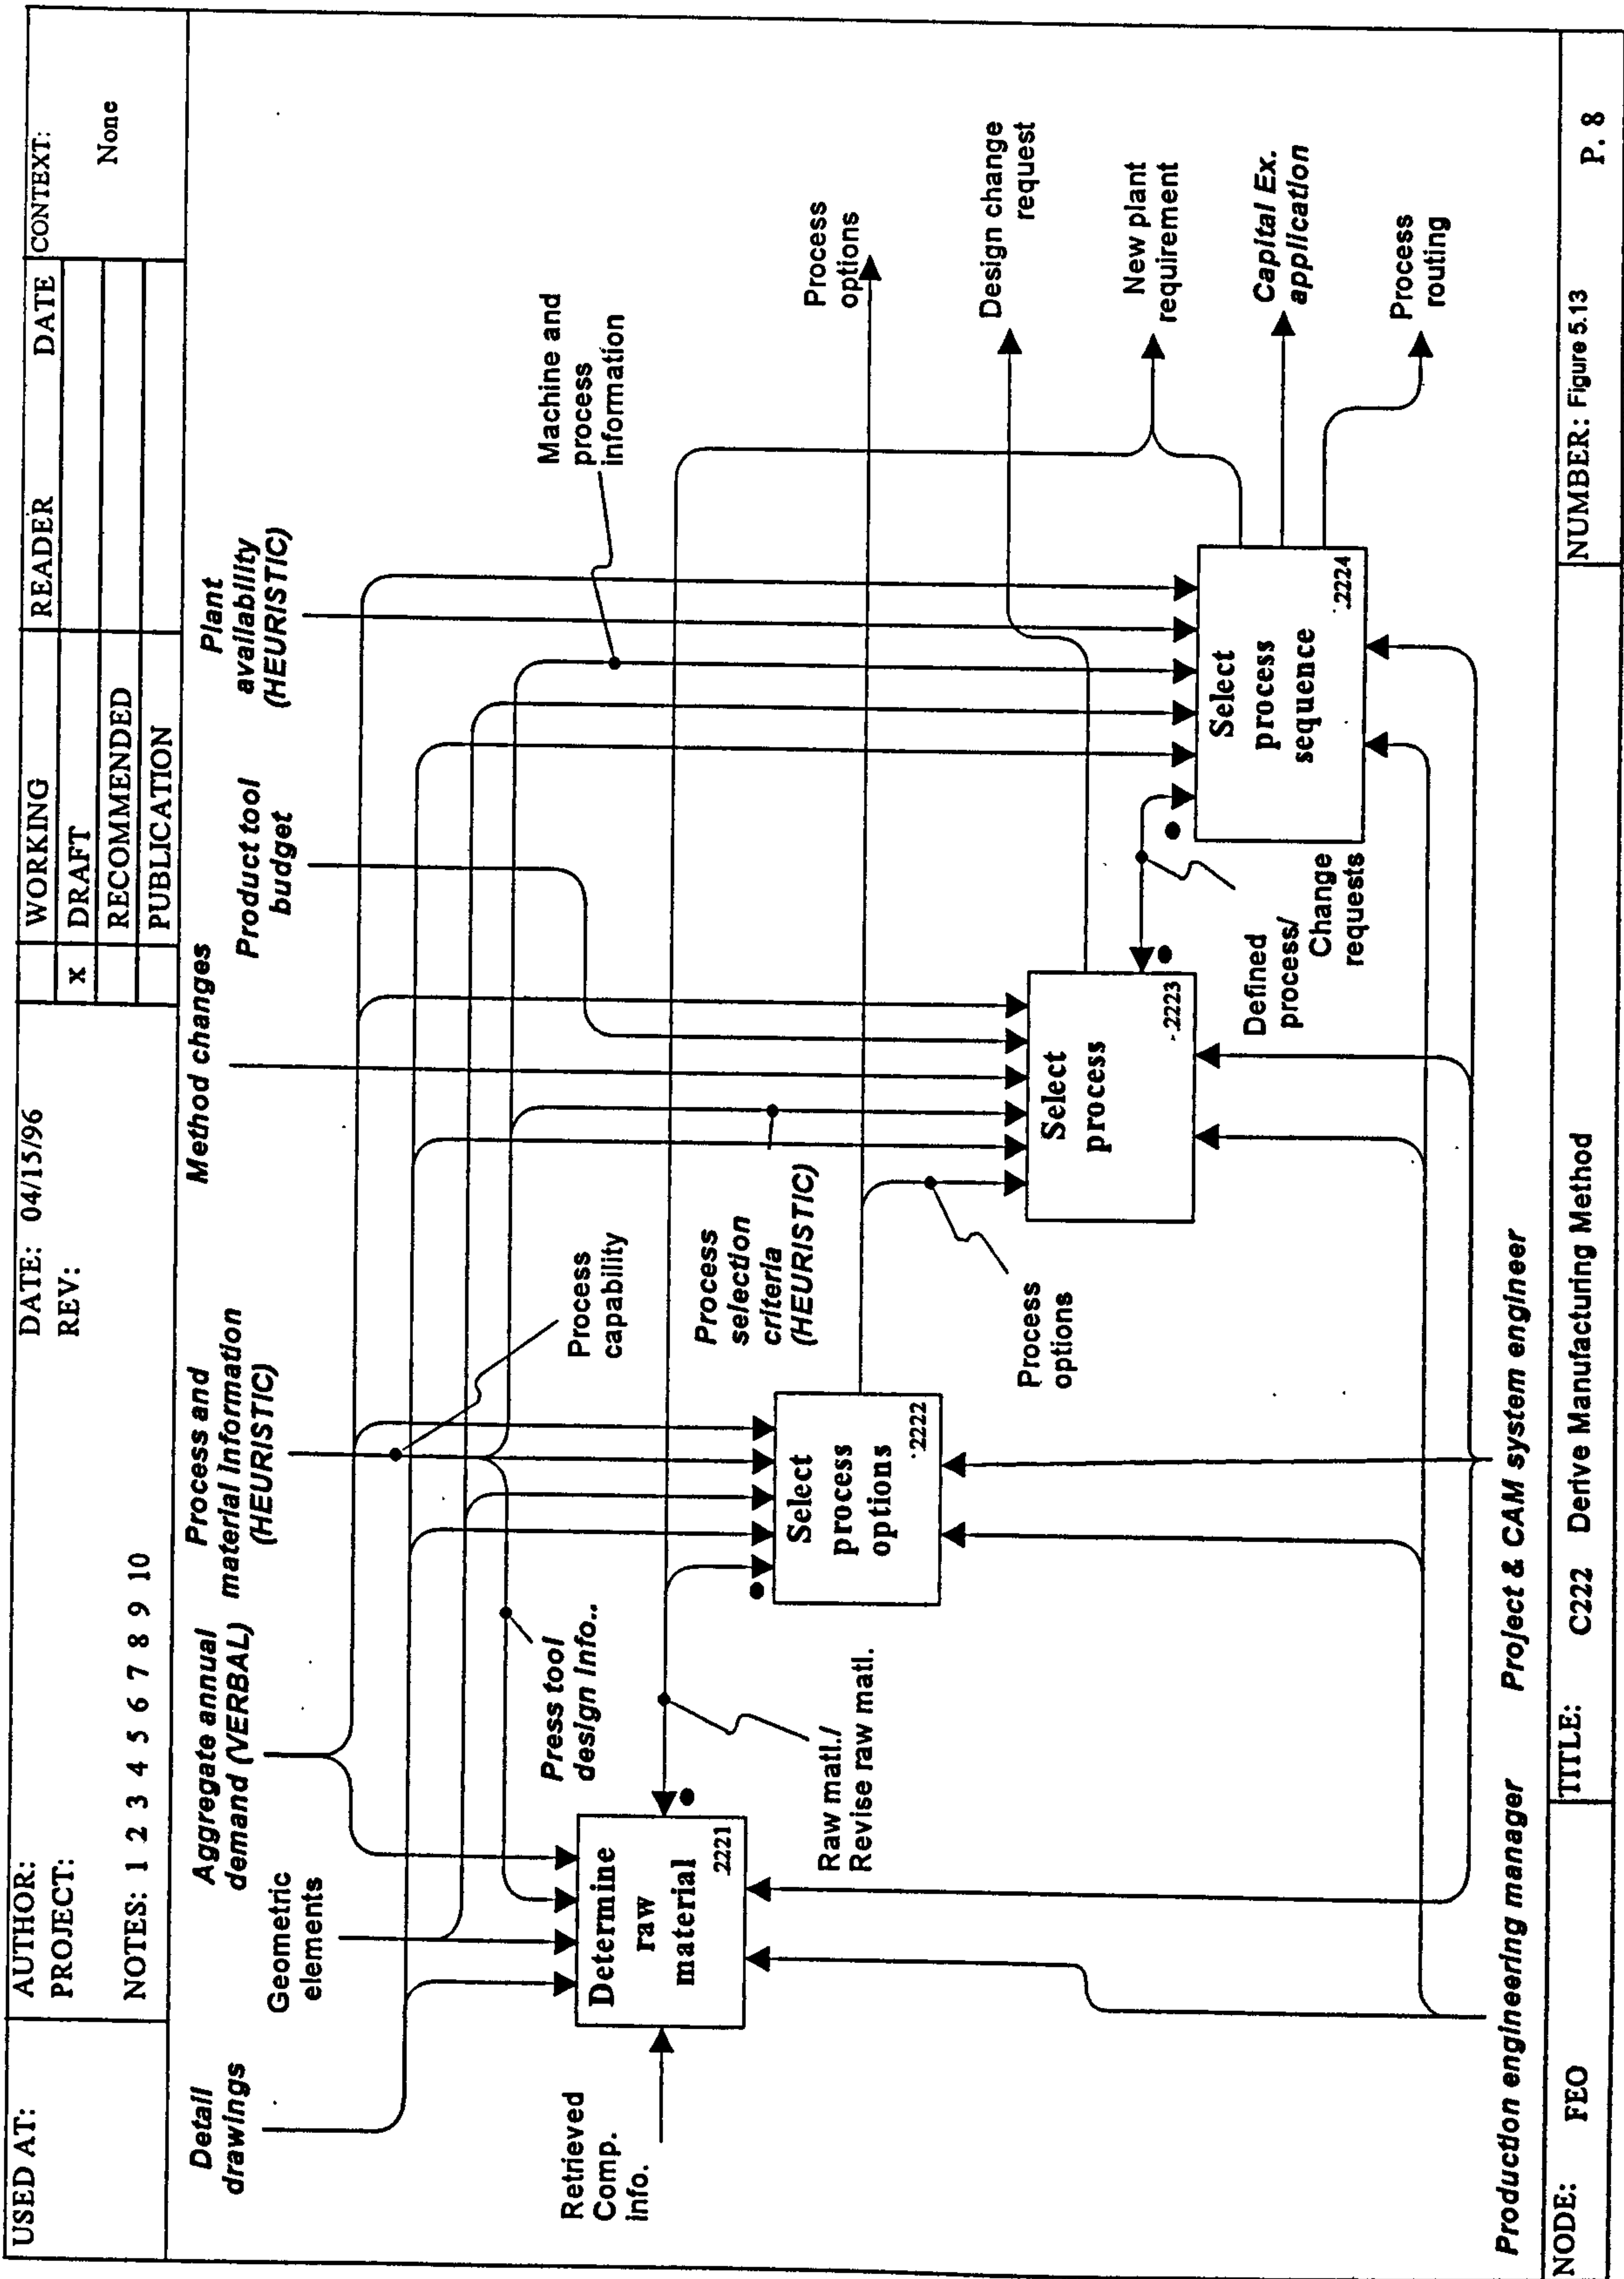 USED AT:
AUTHOR:
PROJECT:
NOTES: 1 2 3 4 5 6 7 8 9 10
DATE: 04/15/96
REV:
WORKING
x DRAFT
RECOMMENDED
PUBLICATION
READER
DATE
CONTEXT:
None
Detail
drawings
Geometric
elements
Aggregate annual
demand (VERBAL)
Process and
material Information
(HEURISTIC)
Method changes
Product tool
budget
Plant
availability
(HEURISTIC)
Machine and
process
information
Process
capability
Press tool
design Info..
Process
selection
criteria
(HEURISTIC)
Retrieved
Comp.
info.
Determine
raw
material
.2221
Raw matl./
Revise raw matl.
Select
process
options
.2222
Process
options
Select
process
.2223
Defined
process/
Change
requests
Select
process
sequence
.2224
Process
options
Design change
request
New plant
requirement
Capital Ex.
application
Process
routing
Production engineering manager
Project & CAM system engineer
NODE: FEO
TITLE: C222 Derive Manufacturing Method
NUMBER: Figure 5.13
P. 8